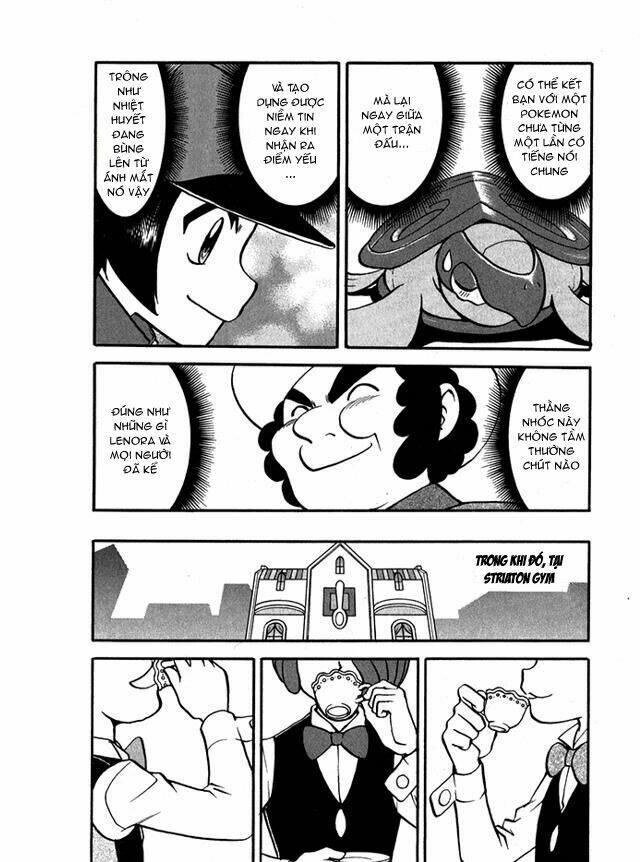 CÓ THỂ KẾT
BẠN VỚI MỘT
POKEMON
CHƯA TỪNG
MỘT LẦN CÓ
TIẾNG NÓI
CHUNG
MÀ LẠI
NGAY GIỮA
MỘT TRẬN
ĐẤU...
VÀ TẠO
DỰNG ĐƯỢC
NIỀM TIN
NGAY KHI
NHẬN RA
ĐIỂM YẾU
...
TRÔNG
NHƯ
NHIỆT
HUYẾT
ĐANG
BÙNG
LÊN TỪ
ÁNH MẮT
NÓ VẬY
THẰNG
NHÓC NÀY
KHÔNG TẦM
THƯỜNG
CHÚT NÀO
ĐÚNG NHƯ
NHỮNG GÌ
LENORA VÀ
MỌI NGƯỜI
ĐÃ KỂ
TRONG KHI ĐÓ, TẠI
STRIATON GYM